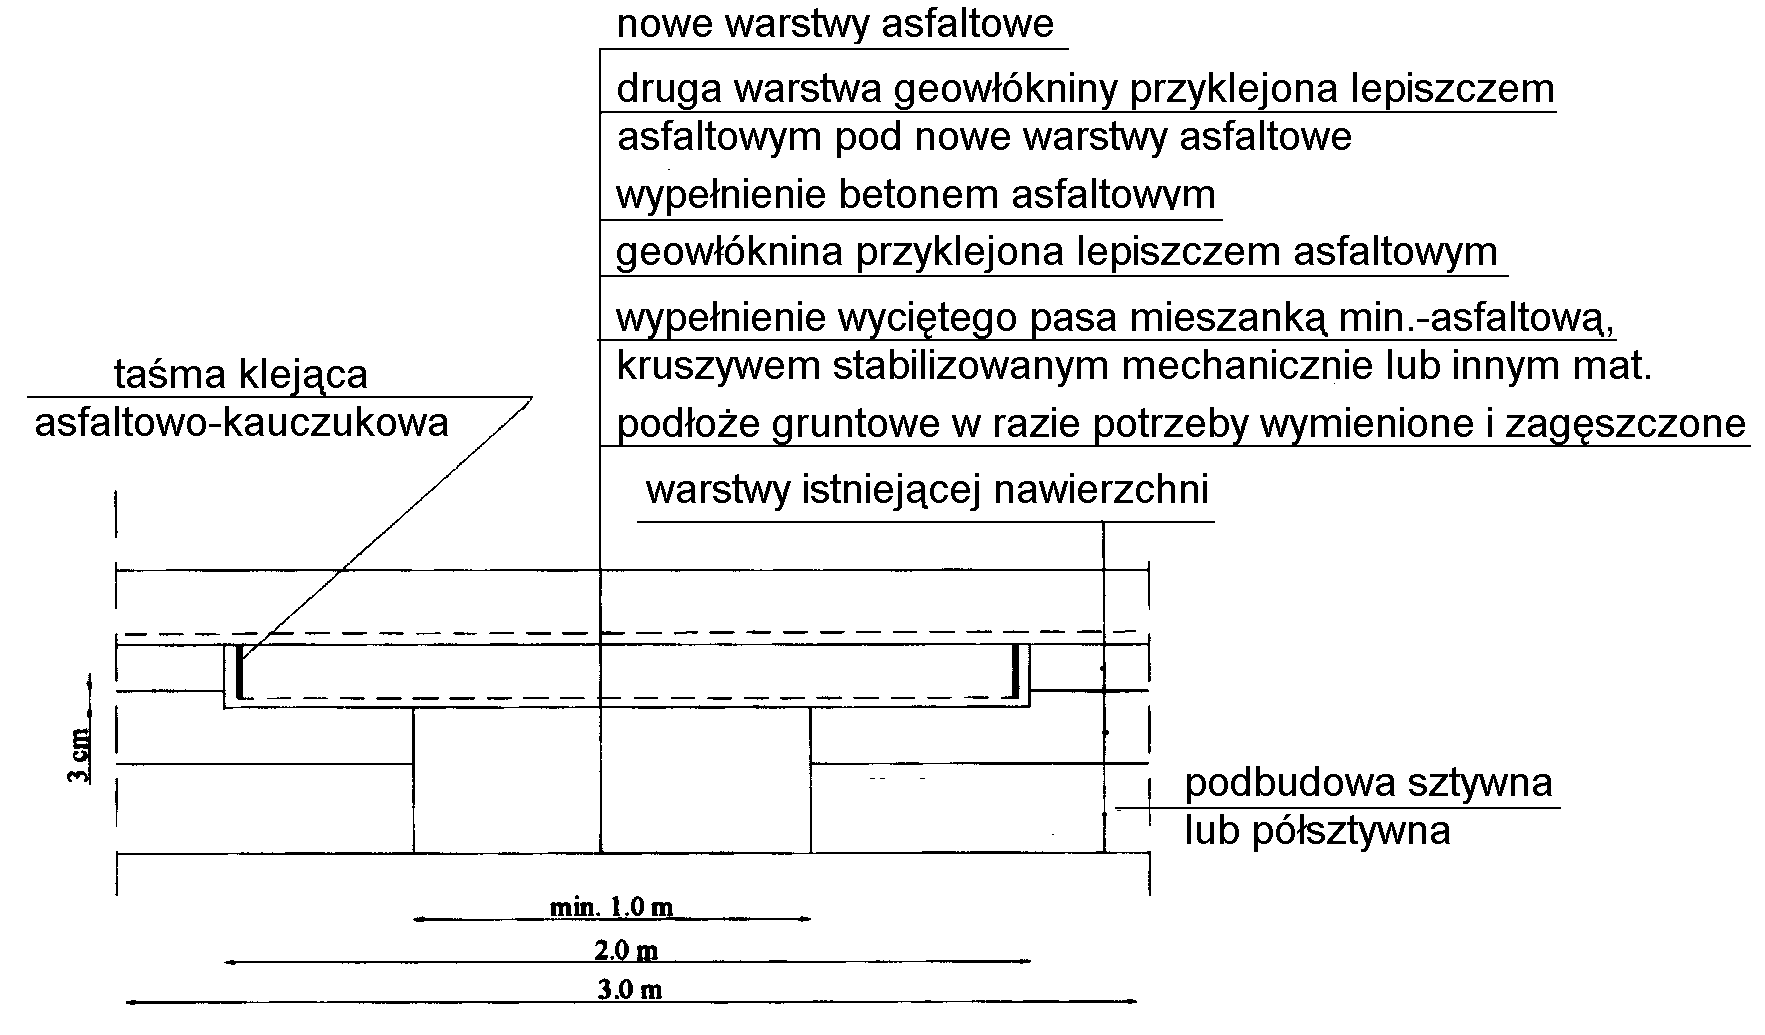 nowe warstwy asfaltowe
druga warstwa geowłókniny przyklejona lepiszczem
asfaltowym pod nowe warstwy asfaltowe
wypełnienie betonem asfaltowym
geowłóknina przyklejona lepiszczem asfaltowym
wypełnienie wyciętego pasa mieszanką min.-asfaltową,
kruszywem stabilizowanym mechanicznie lub innym mat.
podłoże gruntowe w razie potrzeby wymienione i zagęszczone
taśma klejąca
asfaltowo-kauczukowa
warstwy istniejącej nawierzchni
3 cm
podbudowa sztywna
lub półsztywna
min. 1.0 m
2.0 m
3.0 m